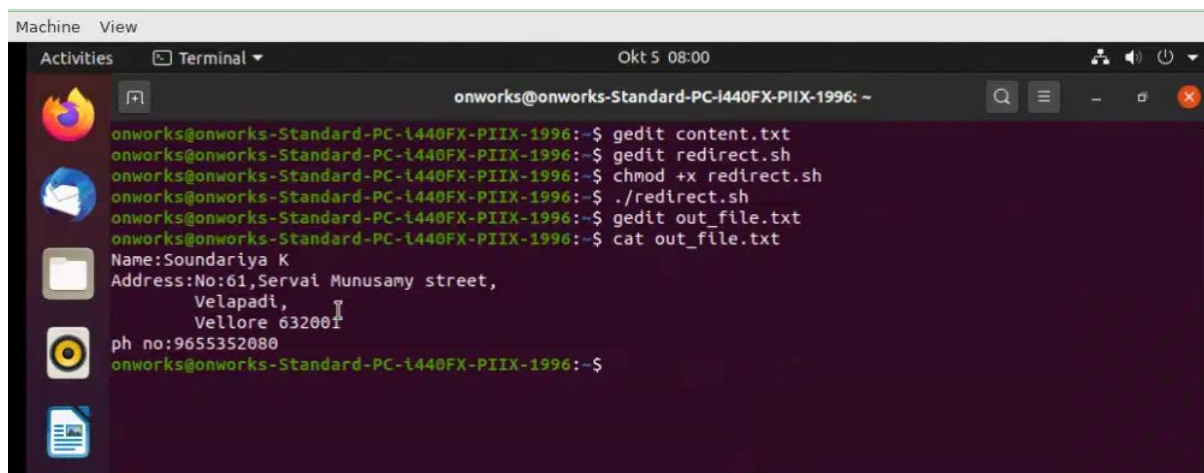 Machine View
Activities Terminal Okt 5 08:00
onworks@onworks-Standard-PC-i440FX-PIIX-1996: ~
onworks@onworks-Standard-PC-i440FX-PIIX-1996:~$ gedit content.txt
onworks@onworks-Standard-PC-i440FX-PIIX-1996:~$ gedit redirect.sh
onworks@onworks-Standard-PC-i440FX-PIIX-1996:~$ chmod +x redirect.sh
onworks@onworks-Standard-PC-i440FX-PIIX-1996:~$ ./redirect.sh
onworks@onworks-Standard-PC-i440FX-PIIX-1996:~$ gedit out_file.txt
onworks@onworks-Standard-PC-i440FX-PIIX-1996:~$ cat out_file.txt
Name:Soundariya K
Address:No:61,Servai Munusamy street,
Velapadi,
Vellore 632001
ph no:9655352080
onworks@onworks-Standard-PC-i440FX-PIIX-1996:~$